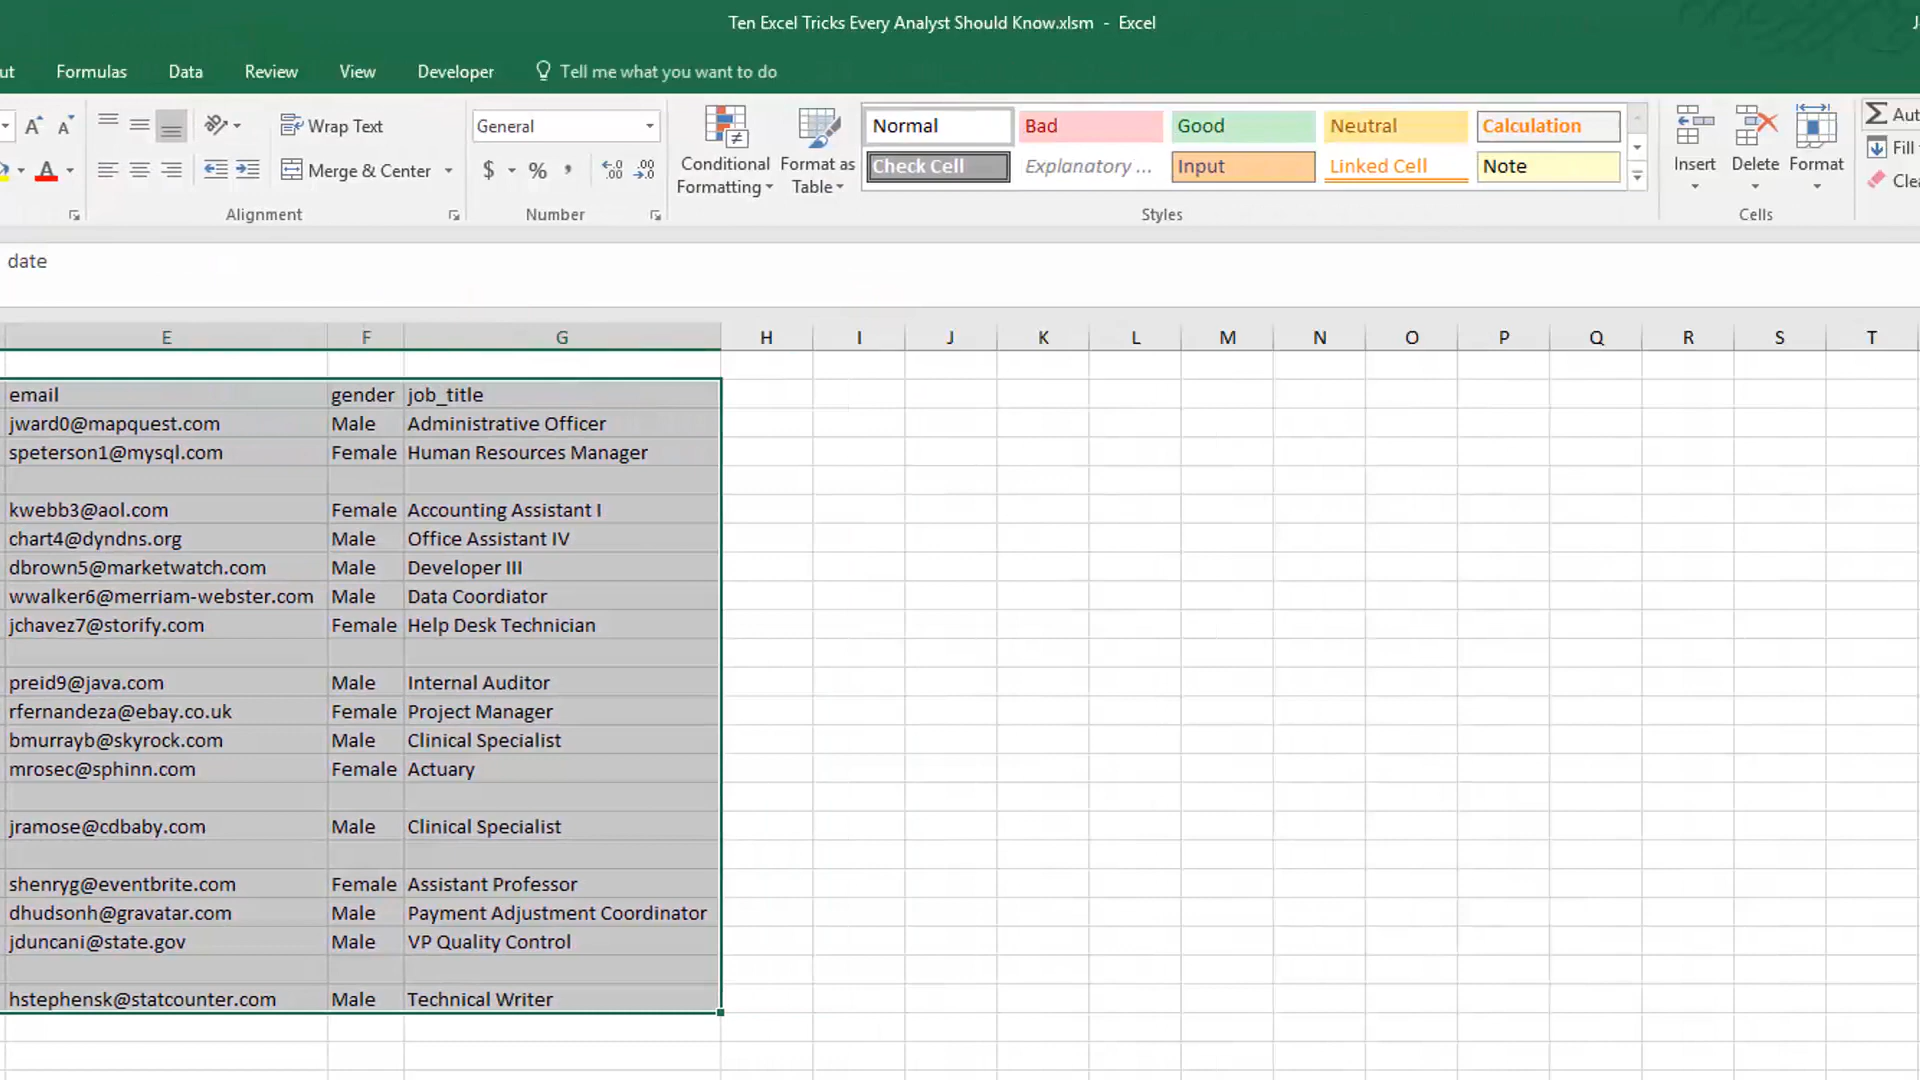 Ten Excel Tricks Every Analyst Should Know.xlsm - Excel
Formulas Data Review View Developer Tell me what you want to do
Wrap Text General Conditional Formatting Format as Table Normal Bad Good Neutral Calculation Insert Delete Format
Merge & Center $ % , Check Cell Explanatory ... Input Linked Cell Note Fill
Alignment Number Styles Cells
date
E F G H I J K L M N O P Q R S T
email gender job_title
jward0@mapquest.com Male Administrative Officer
speterson1@mysql.com Female Human Resources Manager
kwebb3@aol.com Female Accounting Assistant I
chart4@dyndns.org Male Office Assistant IV
dbrown5@marketwatch.com Male Developer III
wwalker6@merriam-webster.com Male Data Coordiator
jchavez7@storify.com Female Help Desk Technician
preid9@java.com Male Internal Auditor
rfernandeza@ebay.co.uk Female Project Manager
bmurrayb@skyrock.com Male Clinical Specialist
mrosec@sphinn.com Female Actuary
jramose@cdbaby.com Male Clinical Specialist
shenryg@eventbrite.com Female Assistant Professor
dhudsonh@gravatar.com Male Payment Adjustment Coordinator
jduncani@state.gov Male VP Quality Control
hstephensk@statcounter.com Male Technical Writer